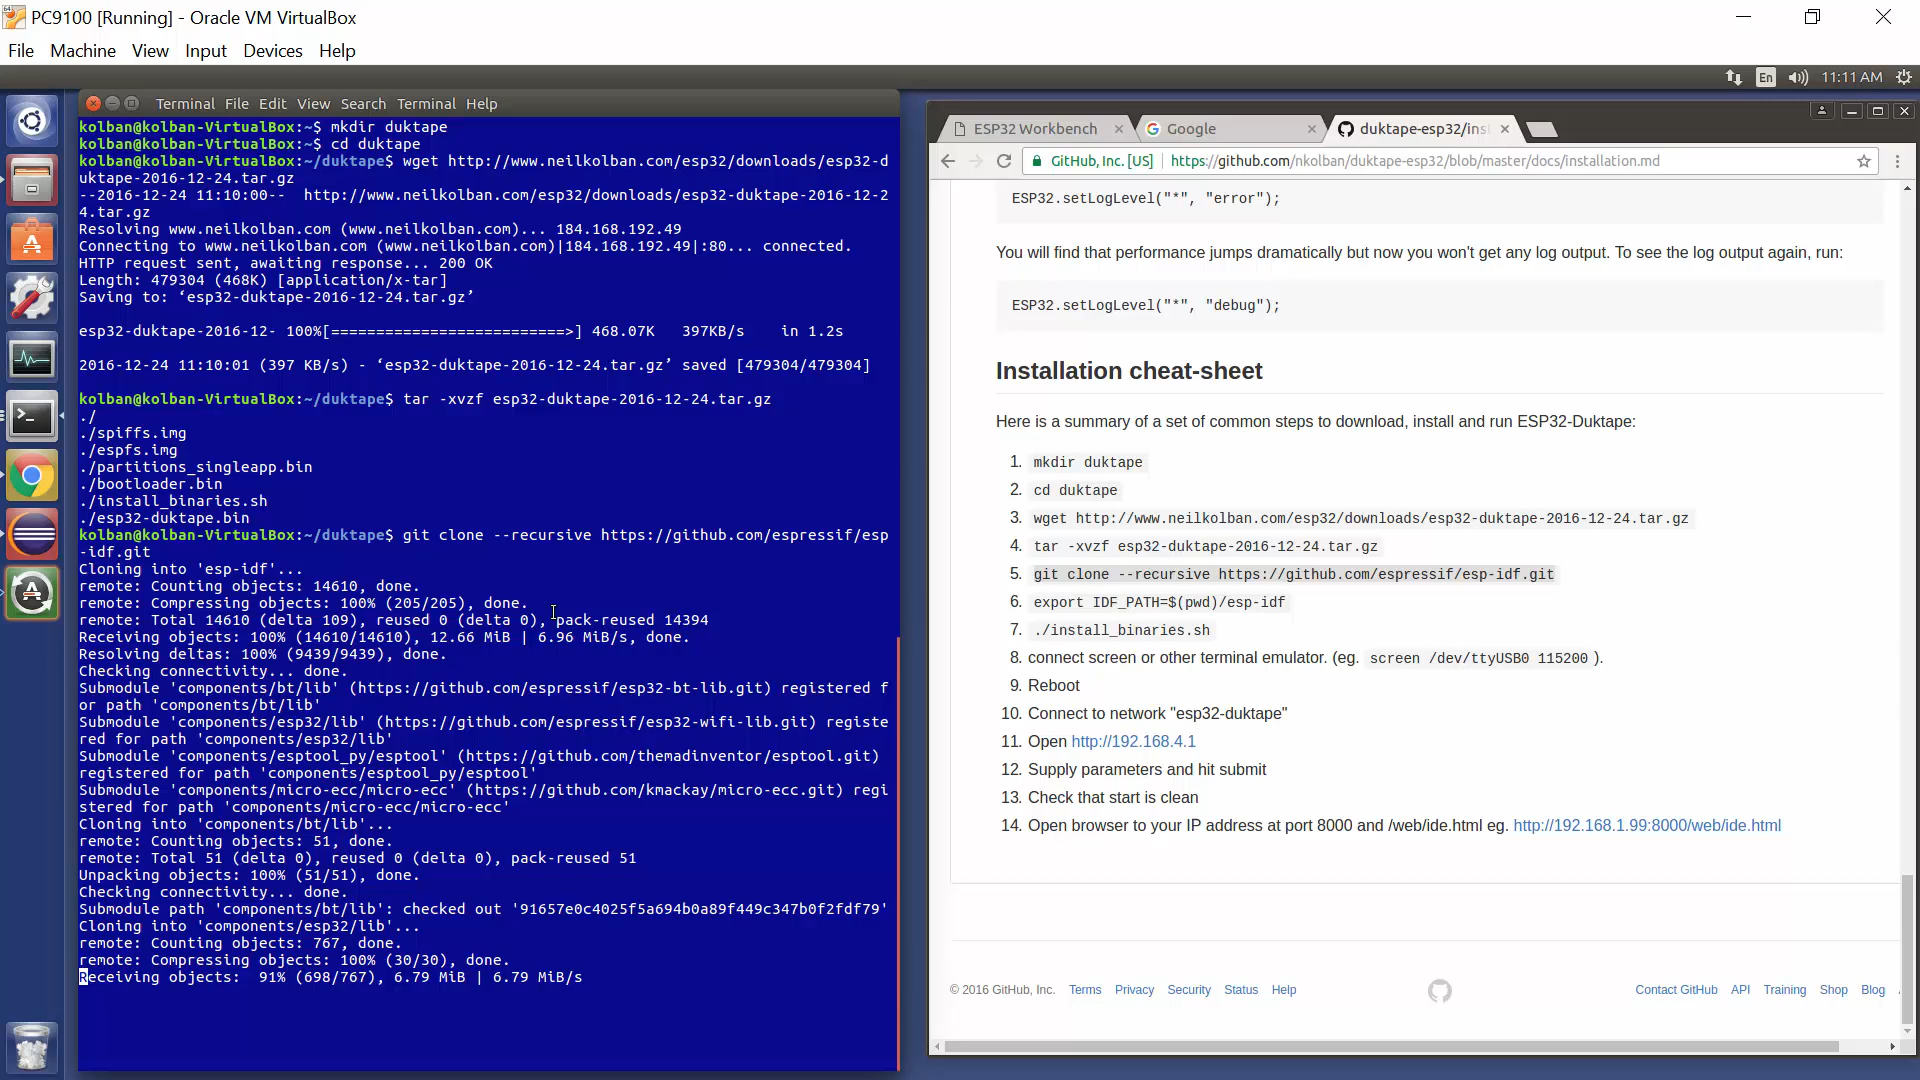 PC9100 [Running] - Oracle VM VirtualBox
File Machine View Input Devices Help
En 11:11 AM
Terminal File Edit View Search Terminal Help
kolban@kolban-VirtualBox:~$ mkdir duktape
kolban@kolban-VirtualBox:~$ cd duktape
kolban@kolban-VirtualBox:~/duktape$ wget http://www.neilkolban.com/esp32/downloads/esp32-d
uktape-2016-12-24.tar.gz
--2016-12-24 11:10:00--  http://www.neilkolban.com/esp32/downloads/esp32-duktape-2016-12-2
4.tar.gz
Resolving www.neilkolban.com (www.neilkolban.com)... 184.168.192.49
Connecting to www.neilkolban.com (www.neilkolban.com)|184.168.192.49|:80... connected.
HTTP request sent, awaiting response... 200 OK
Length: 479304 (468K) [application/x-tar]
Saving to: ‘esp32-duktape-2016-12-24.tar.gz’
esp32-duktape-2016-12- 100%[==========================>] 468.07K   397KB/s    in 1.2s
2016-12-24 11:10:01 (397 KB/s) - ‘esp32-duktape-2016-12-24.tar.gz’ saved [479304/479304]
kolban@kolban-VirtualBox:~/duktape$ tar -xvzf esp32-duktape-2016-12-24.tar.gz
./
./spiffs.img
./espfs.img
./partitions_singleapp.bin
./bootloader.bin
./install_binaries.sh
./esp32-duktape.bin
kolban@kolban-VirtualBox:~/duktape$ git clone --recursive https://github.com/espressif/esp
-idf.git
Cloning into 'esp-idf'...
remote: Counting objects: 14610, done.
remote: Compressing objects: 100% (205/205), done.
remote: Total 14610 (delta 109), reused 0 (delta 0), pack-reused 14394
Receiving objects: 100% (14610/14610), 12.66 MiB | 6.96 MiB/s, done.
Resolving deltas: 100% (9439/9439), done.
Checking connectivity... done.
Submodule 'components/bt/lib' (https://github.com/espressif/esp32-bt-lib.git) registered f
or path 'components/bt/lib'
Submodule 'components/esp32/lib' (https://github.com/espressif/esp32-wifi-lib.git) registe
red for path 'components/esp32/lib'
Submodule 'components/esptool_py/esptool' (https://github.com/themadinventor/esptool.git)
registered for path 'components/esptool_py/esptool'
Submodule 'components/micro-ecc/micro-ecc' (https://github.com/kmackay/micro-ecc.git) regi
stered for path 'components/micro-ecc/micro-ecc'
Cloning into 'components/bt/lib'...
remote: Counting objects: 51, done.
remote: Total 51 (delta 0), reused 0 (delta 0), pack-reused 51
Unpacking objects: 100% (51/51), done.
Checking connectivity... done.
Submodule path 'components/bt/lib': checked out '91657e0c4025f5a694b0a89f449c347b0f2fdf79'
Cloning into 'components/esp32/lib'...
remote: Counting objects: 767, done.
remote: Compressing objects: 100% (30/30), done.
Receiving objects:  91% (698/767), 6.79 MiB | 6.79 MiB/s
ESP32 Workbench Google duktape-esp32/ins
GitHub, Inc. [US] https://github.com/nkolban/duktape-esp32/blob/master/docs/installation.md
ESP32.setLogLevel("*", "error");
You will find that performance jumps dramatically but now you won't get any log output. To see the log output again, run:
ESP32.setLogLevel("*", "debug");
Installation cheat-sheet
Here is a summary of a set of common steps to download, install and run ESP32-Duktape:
1. mkdir duktape
2. cd duktape
3. wget http://www.neilkolban.com/esp32/downloads/esp32-duktape-2016-12-24.tar.gz
4. tar -xvzf esp32-duktape-2016-12-24.tar.gz
5. git clone --recursive https://github.com/espressif/esp-idf.git
6. export IDF_PATH=$(pwd)/esp-idf
7. ./install_binaries.sh
8. connect screen or other terminal emulator. (eg. screen /dev/ttyUSB0 115200 ).
9. Reboot
10. Connect to network "esp32-duktape"
11. Open http://192.168.4.1
12. Supply parameters and hit submit
13. Check that start is clean
14. Open browser to your IP address at port 8000 and /web/ide.html eg. http://192.168.1.99:8000/web/ide.html
© 2016 GitHub, Inc. Terms Privacy Security Status Help Contact GitHub API Training Shop Blog